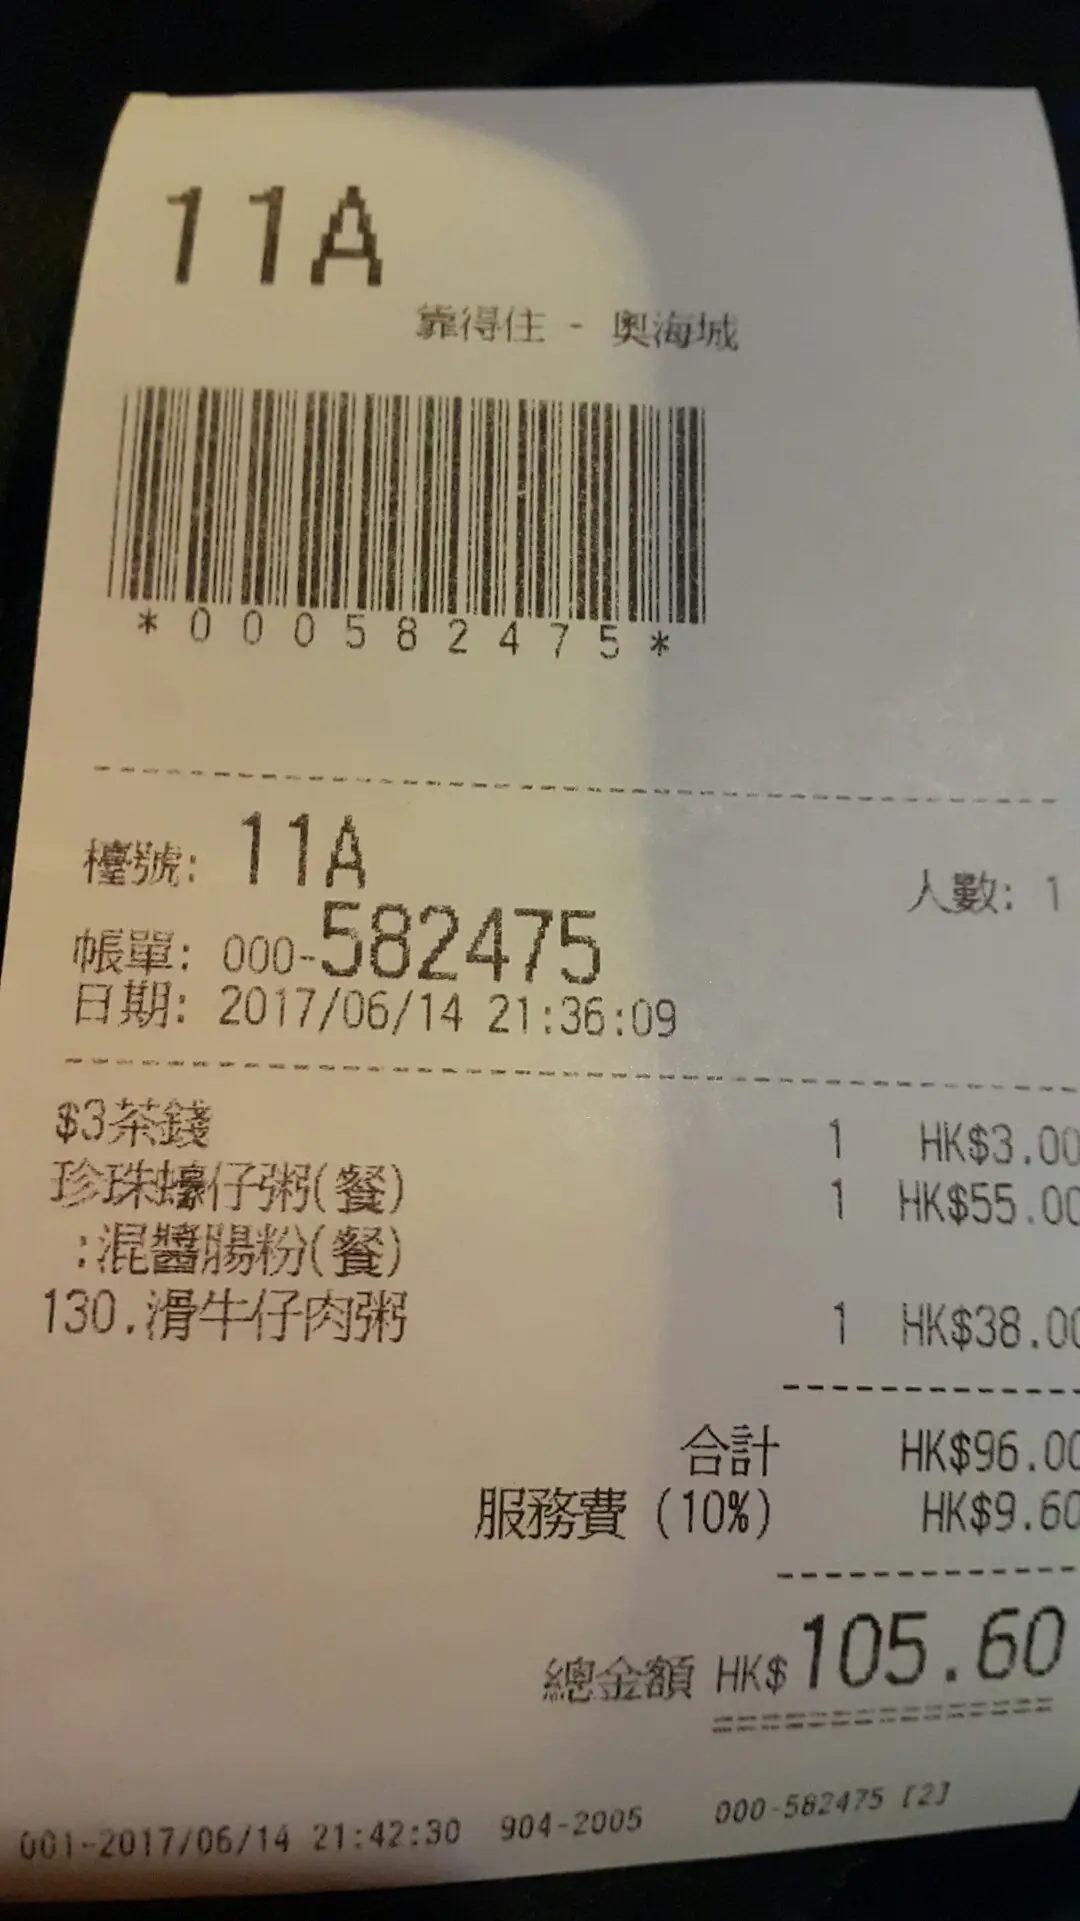 11A
靠得住 - 奧海城
*000582475*
檯號: 11A 人數: 1
帳單: 000-582475
日期: 2017/06/14 21:36:09
$3茶錢 1 HK$3.00
珍珠蠔仔粥(餐) 1 HK$55.00
:混醬腸粉(餐)
130.滑牛仔肉粥 1 HK$38.00
合計 HK$96.00
服務費 (10%) HK$9.60
總金額 HK$105.60
001-2017/06/14 21:42:30 904-2005 000-582475 [2]